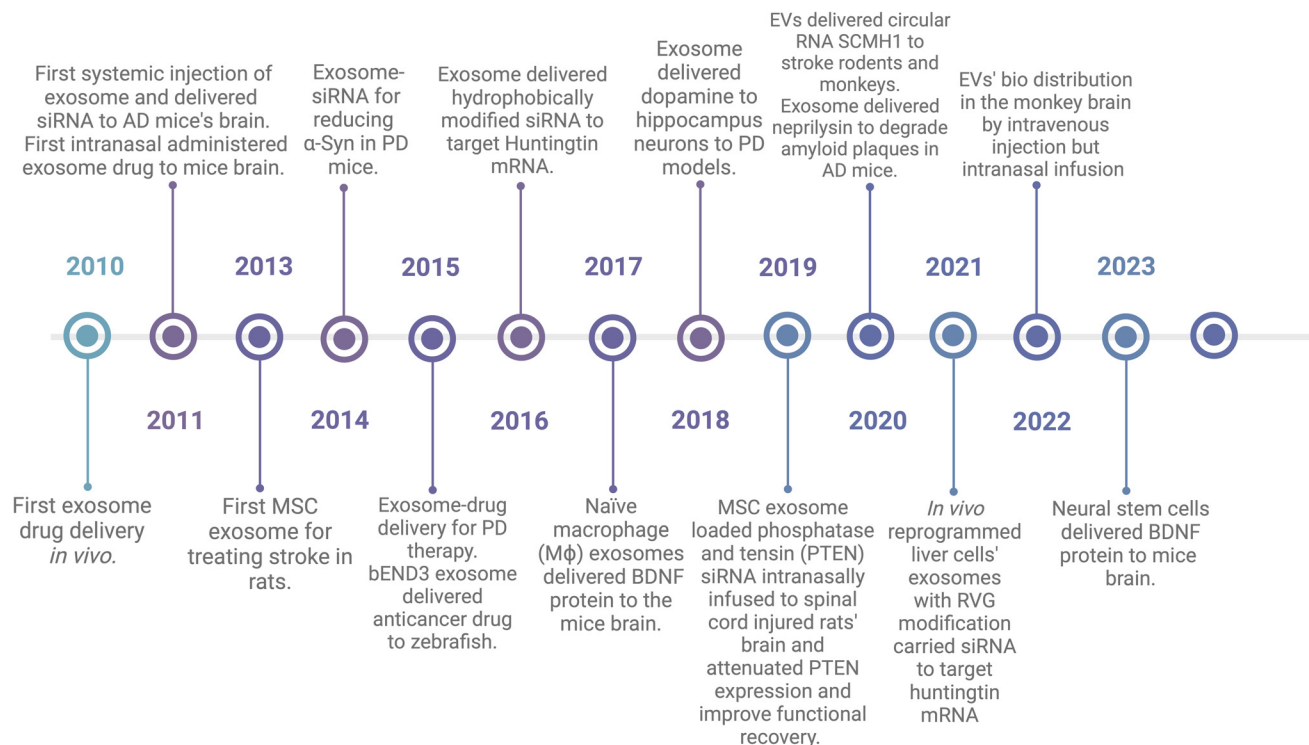 First systemic injection of
exosome and delivered
siRNA to AD mice's brain.
First intranasal administered
exosome drug to mice brain.
Exosome-
siRNA for
reducing
α-Syn in PD
mice.
Exosome delivered
hydrophobically
modified siRNA to
target Huntingtin
mRNA.
Exosome
delivered
dopamine to
hippocampus
neurons to PD
models.
EVs delivered circular
RNA SCMH1 to
stroke rodents and
monkeys.
Exosome delivered
neprilysin to degrade
amyloid plaques in
AD mice.
EVs' bio distribution
in the monkey brain
by intravenous
injection but
intranasal infusion
2010
2013
2015
2017
2019
2021
2023
2011
2014
2016
2018
2020
2022
First exosome
drug delivery
in vivo.
First MSC
exosome for
treating stroke in
rats.
Exosome-drug
delivery for PD
therapy.
bEND3 exosome
delivered
anticancer drug
to zebrafish.
Naïve
macrophage
(Mϕ) exosomes
delivered BDNF
protein to the
mice brain.
MSC exosome
loaded phosphatase
and tensin (PTEN)
siRNA intranasally
infused to spinal
cord injured rats'
brain and
attenuated PTEN
expression and
improve functional
recovery.
In vivo
reprogrammed
liver cells'
exosomes
with RVG
modification
carried siRNA
to target
huntingtin
mRNA
Neural stem cells
delivered BDNF
protein to mice
brain.